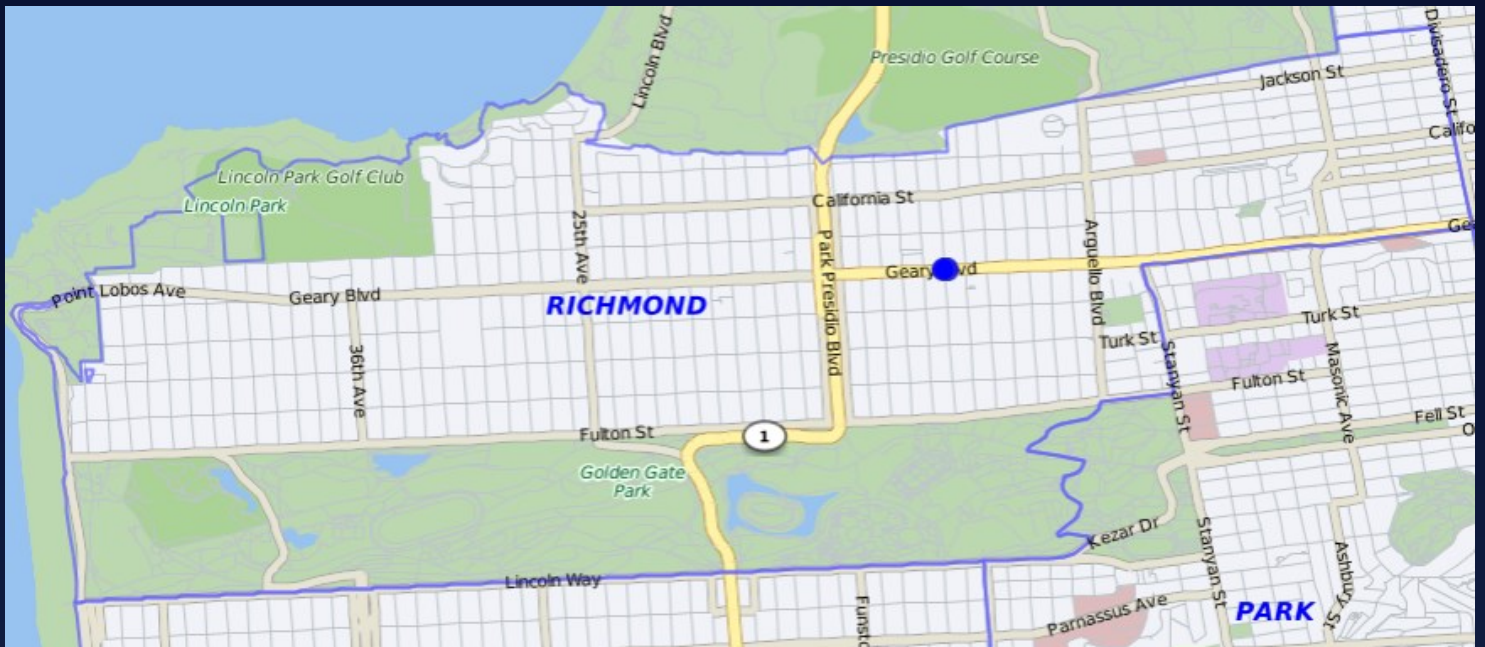 Lincoln Blvd
Presidio Golf Course
Divisadero St
Jackson St
Califo
Lincoln Park Golf Club
Lincoln Park
California St
25th Ave
Park Presidio Blvd
Arguello Blvd
Ge
Geary Blvd
Point Lobos Ave
Geary Blvd
RICHMOND
Turk St
Turk St
36th Ave
Stanyan St
Masonic Ave
Fulton St
Fell St
O
Fulton St
1
Golden Gate
Park
Kezar Dr
Stanyan St
Ashbury St
Lincoln Way
Funsto
Parnassus Ave
PARK